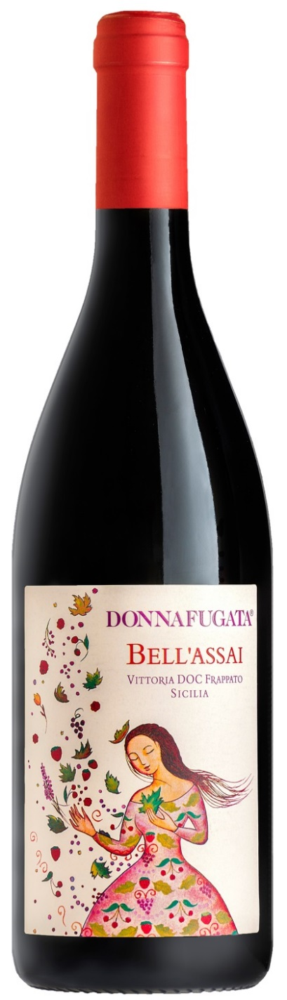 DONNAFUGATA®
BELL'ASSAI
VITTORIA DOC FRAPPATO
SICILIA